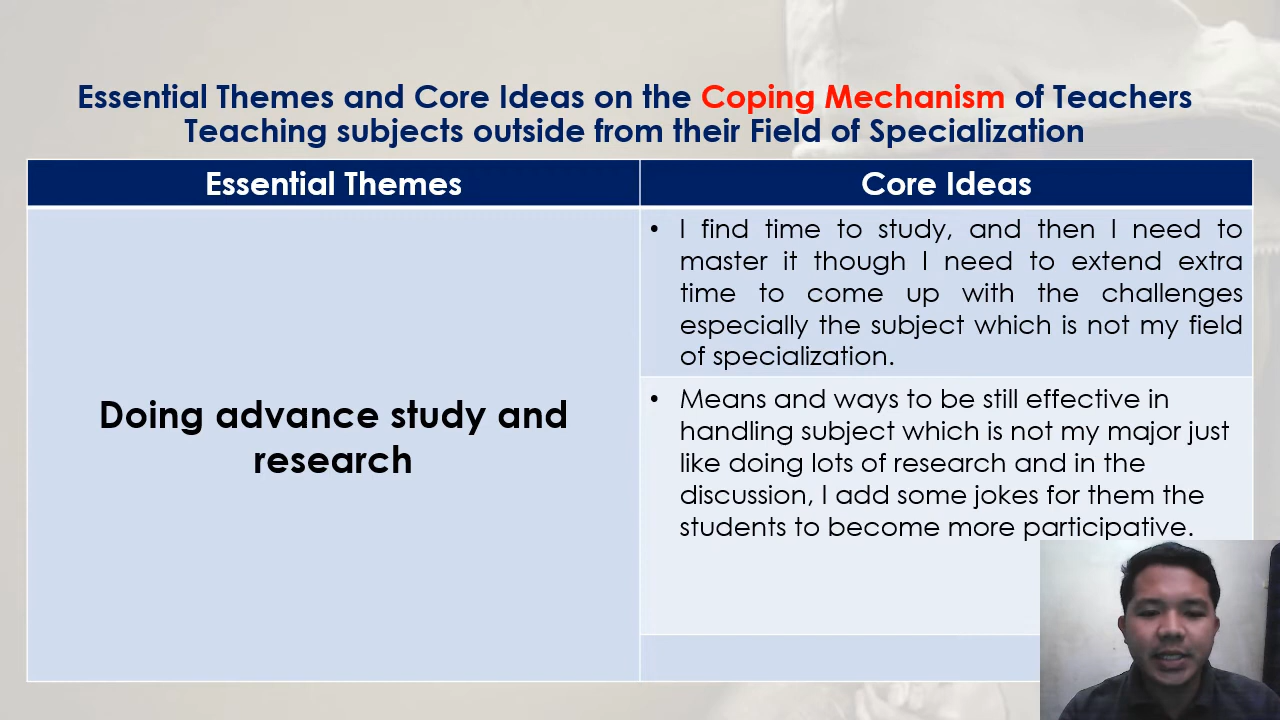 Essential Themes and Core Ideas on the Coping Mechanism of Teachers
Teaching subjects outside from their Field of Specialization
Essential Themes
Core Ideas
Doing advance study and
research
• I find time to study, and then I need to
master it though I need to extend extra
time to come up with the challenges
especially the subject which is not my field
of specialization.
• Means and ways to be still effective in
handling subject which is not my major just
like doing lots of research and in the
discussion, I add some jokes for them the
students to become more participative.